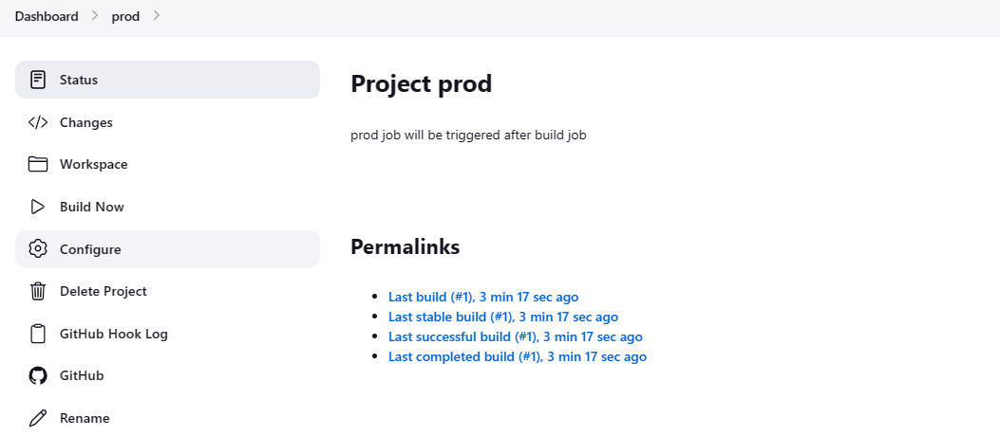 Dashboard
prod
Status
Changes
Workspace
Build Now
Configure
Delete Project
GitHub Hook Log
GitHub
Rename
Project prod
prod job will be triggered after build job
Permalinks
Last build (#1), 3 min 17 sec ago
Last stable build (#1), 3 min 17 sec ago
Last successful build (#1), 3 min 17 sec ago
Last completed build (#1), 3 min 17 sec ago